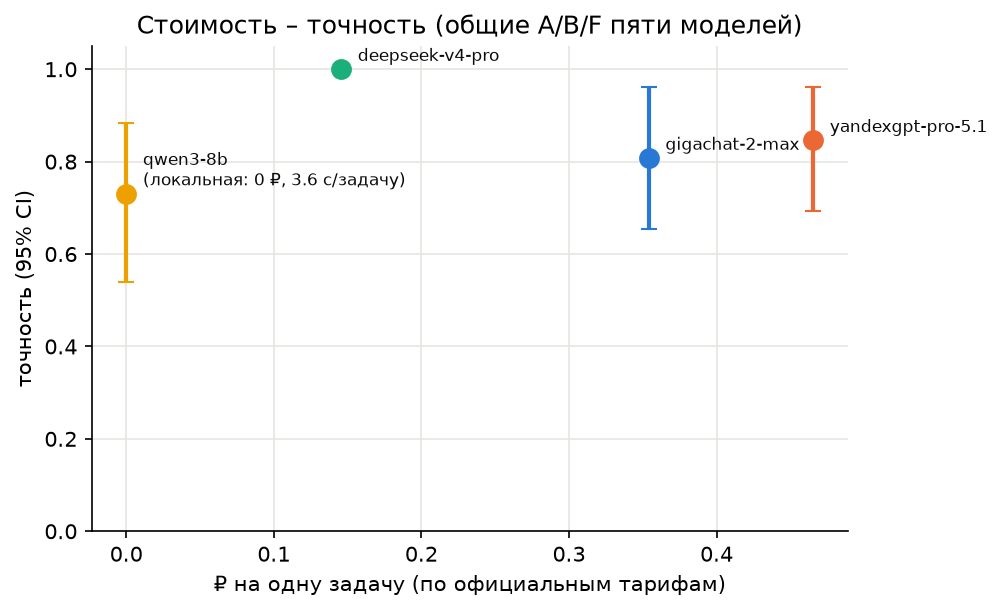 Стоимость – точность (общие A/B/F пяти моделей)
точность (95% CI)
1.0
0.8
0.6
0.4
0.2
0.0
deepseek-v4-pro
yandexgpt-pro-5.1
gigachat-2-max
qwen3-8b
(локальная: 0 ₽, 3.6 с/задачу)
0.0 0.1 0.2 0.3 0.4
₽ на одну задачу (по официальным тарифам)